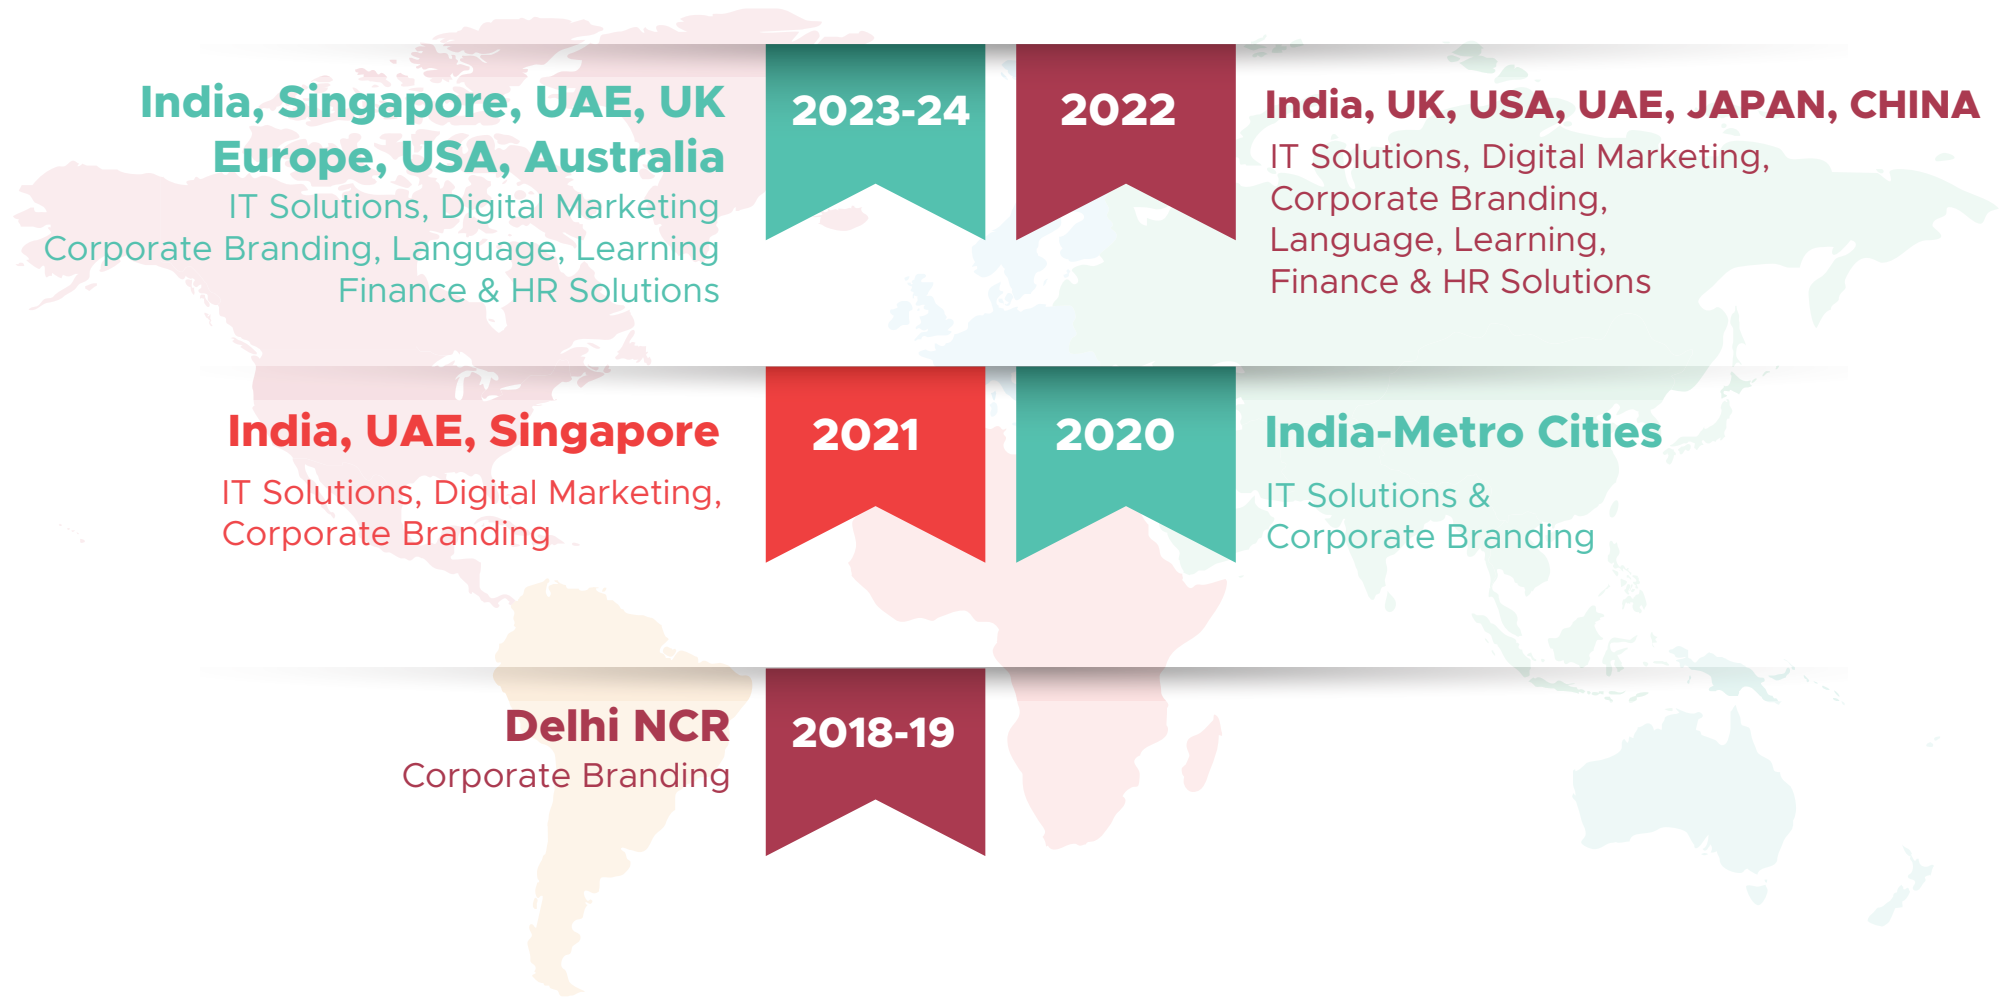 India, Singapore, UAE, UK
Europe, USA, Australia
IT Solutions, Digital Marketing
Corporate Branding, Language, Learning
Finance & HR Solutions
2023-24
2022
India, UK, USA, UAE, JAPAN, CHINA
IT Solutions, Digital Marketing,
Corporate Branding,
Language, Learning,
Finance & HR Solutions
India, UAE, Singapore
IT Solutions, Digital Marketing,
Corporate Branding
2021
2020
India-Metro Cities
IT Solutions &
Corporate Branding
Delhi NCR
Corporate Branding
2018-19